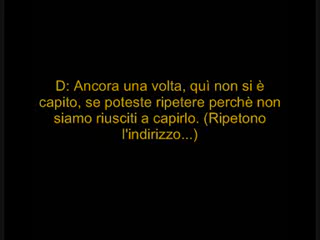 D: Ancora una volta, quì non si è
capito, se poteste ripetere perchè non
siamo riusciti a capirlo. (Ripetono
l'indirizzo...)